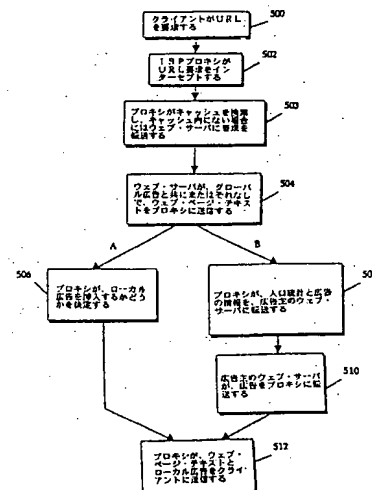 500
クライアントがURL
を要求する
502
ISPプロキシが
URL要求をイン
ターセプトする
503
プロキシがキャッシュを検索
し、キャッシュ内にない場合
にはウェブ・サーバに要求を
転送する
504
ウェブ・サーバが、グローバ
ル広告と共にまたはそれなし
で、ウェブ・ページ・テキス
トをプロキシに送信する
A
B
506
プロキシが、ローカル
広告を挿入するかどう
かを決定する
50
プロキシが、人口統計と広告
の情報を、広告主のウェブ・
サーバに転送する
510
広告主のウェブ・サーバ
が、広告をプロキシに転
送する
512
プロキシが、ウェブ・
ページ・テキストと
ローカル広告をクライ
アントに送信する